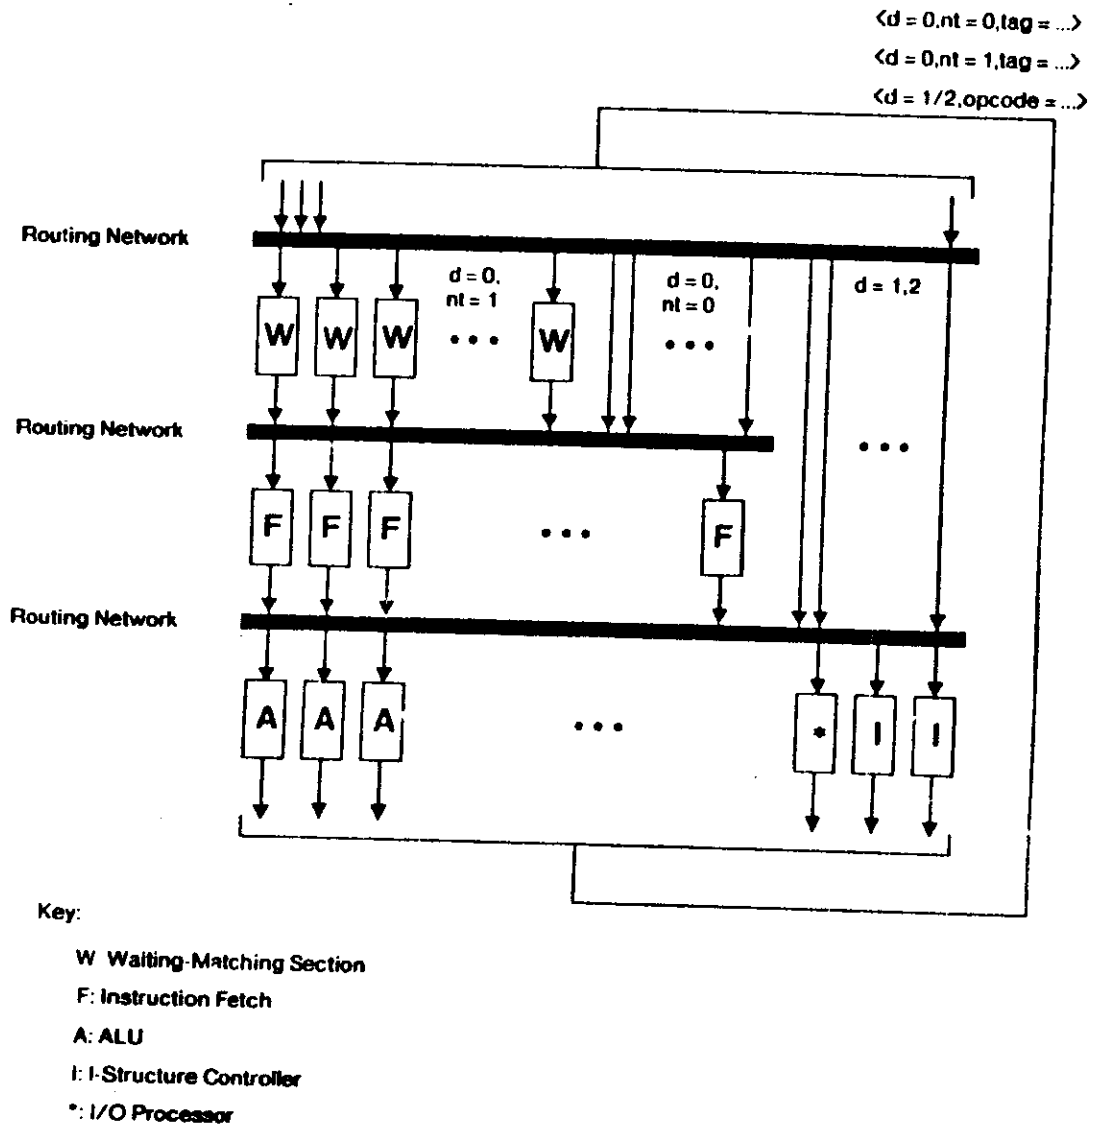 <d = 0,nt = 0,tag = ...>
<d = 0,nt = 1,tag = ...>
<d = 1/2,opcode = ...>
Routing Network
d = 0,
nt = 1
d = 0,
nt = 0
d = 1,2
W W W ... W ...
Routing Network
...
F F F ... F
Routing Network
A A A ... * I I
Key:
W Waiting-Matching Section
F: Instruction Fetch
A: ALU
I: I-Structure Controller
*: I/O Processor